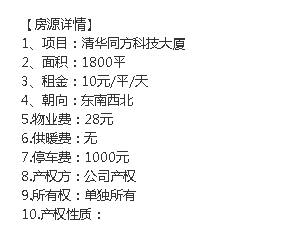 【房源详情】
1、项目：清华同方科技大厦
2、面积：1800平
3、租金：10元/平/天
4、朝向：东南西北
5.物业费：28元
6.供暖费：无
7.停车费：1000元
8.产权方：公司产权
9.所有权：单独所有
10.产权性质：